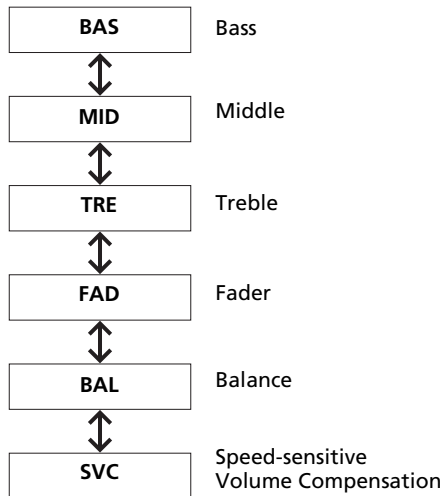 BAS Bass
MID Middle
TRE Treble
FAD Fader
BAL Balance
SVC Speed-sensitive
Volume Compensation